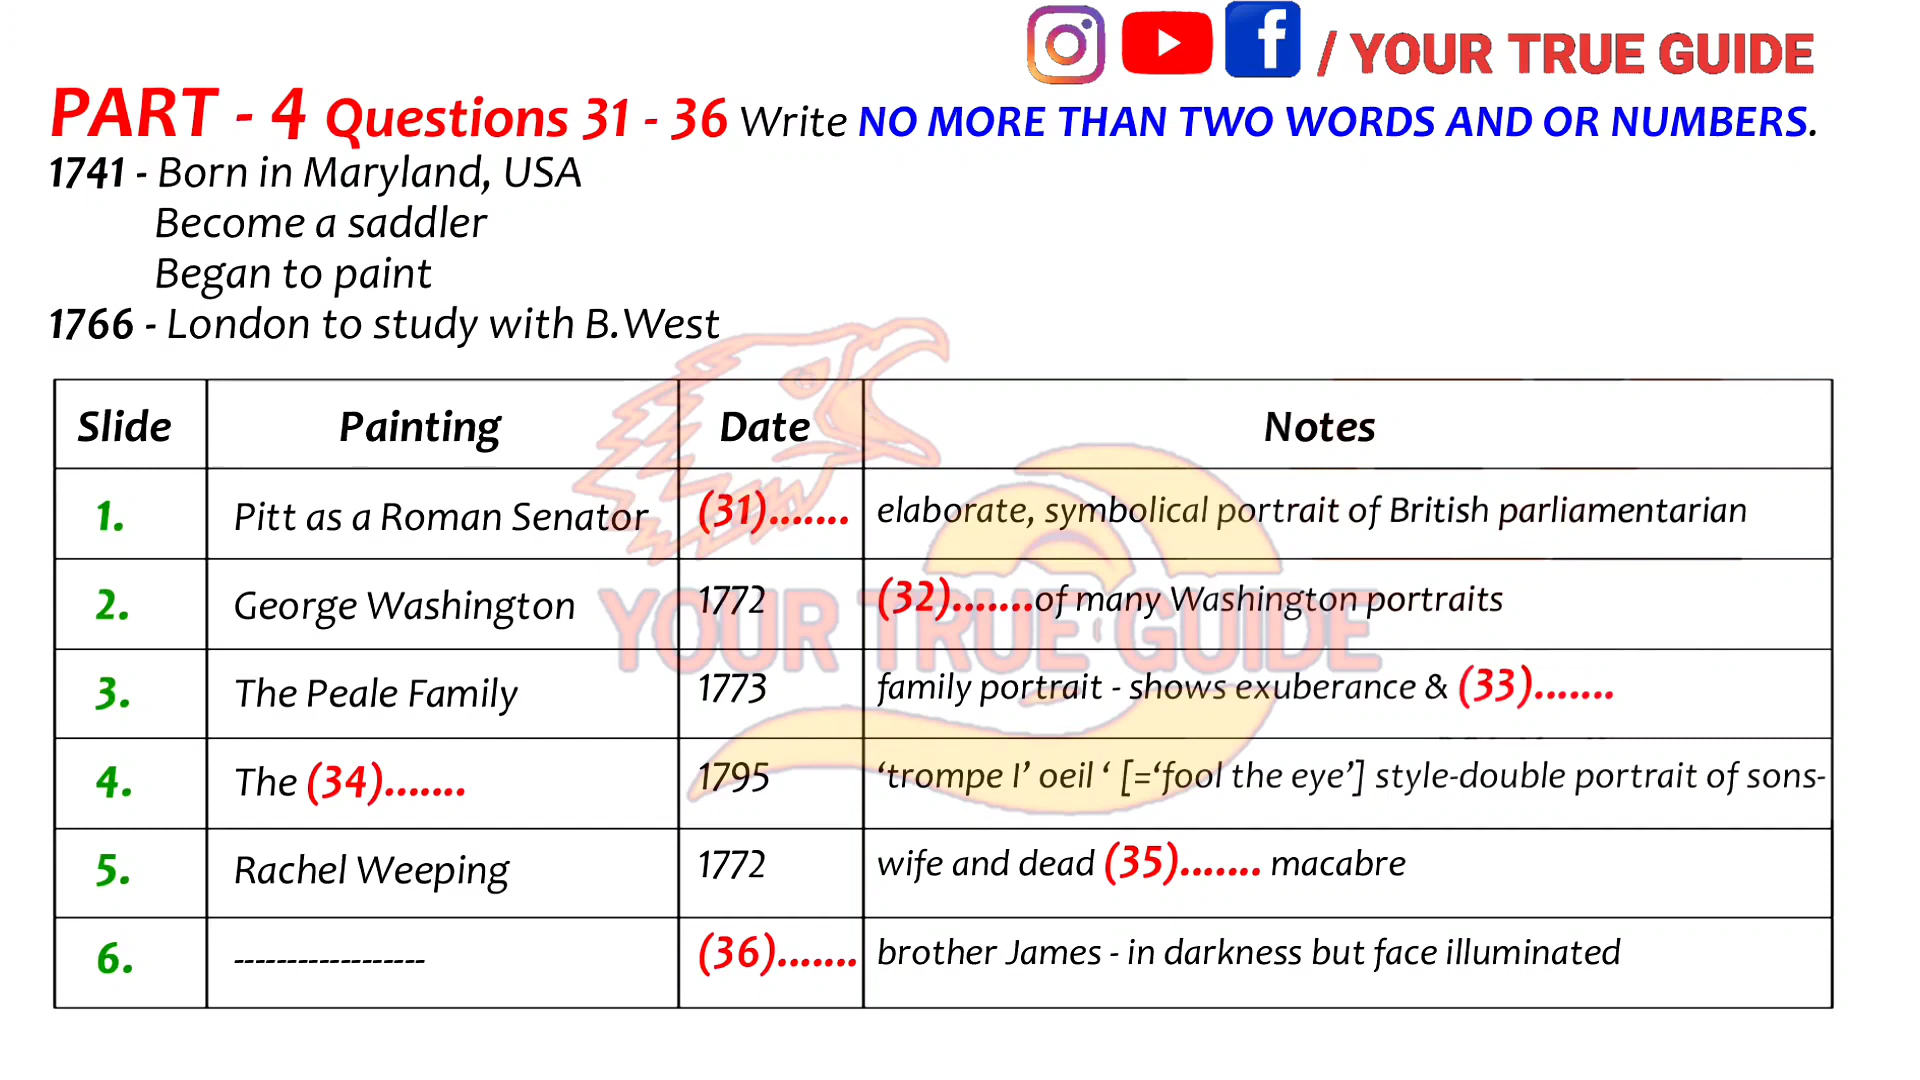 / YOUR TRUE GUIDE
PART - 4 Questions 31 - 36 Write NO MORE THAN TWO WORDS AND OR NUMBERS.
1741 - Born in Maryland, USA
Become a saddler
Began to paint
1766 - London to study with B.West
Slide Painting Date Notes
1. Pitt as a Roman Senator (31)....... elaborate, symbolical portrait of British parliamentarian
2. George Washington 1772 (32).......of many Washington portraits
YOUR TRUE GUIDE
3. The Peale Family 1773 family portrait - shows exuberance & (33).......
4. The (34)....... 1795 ‘trompe l’ oeil ‘ [=‘fool the eye’] style-double portrait of sons-
5. Rachel Weeping 1772 wife and dead (35)....... macabre
6. ------------------ (36)....... brother James - in darkness but face illuminated